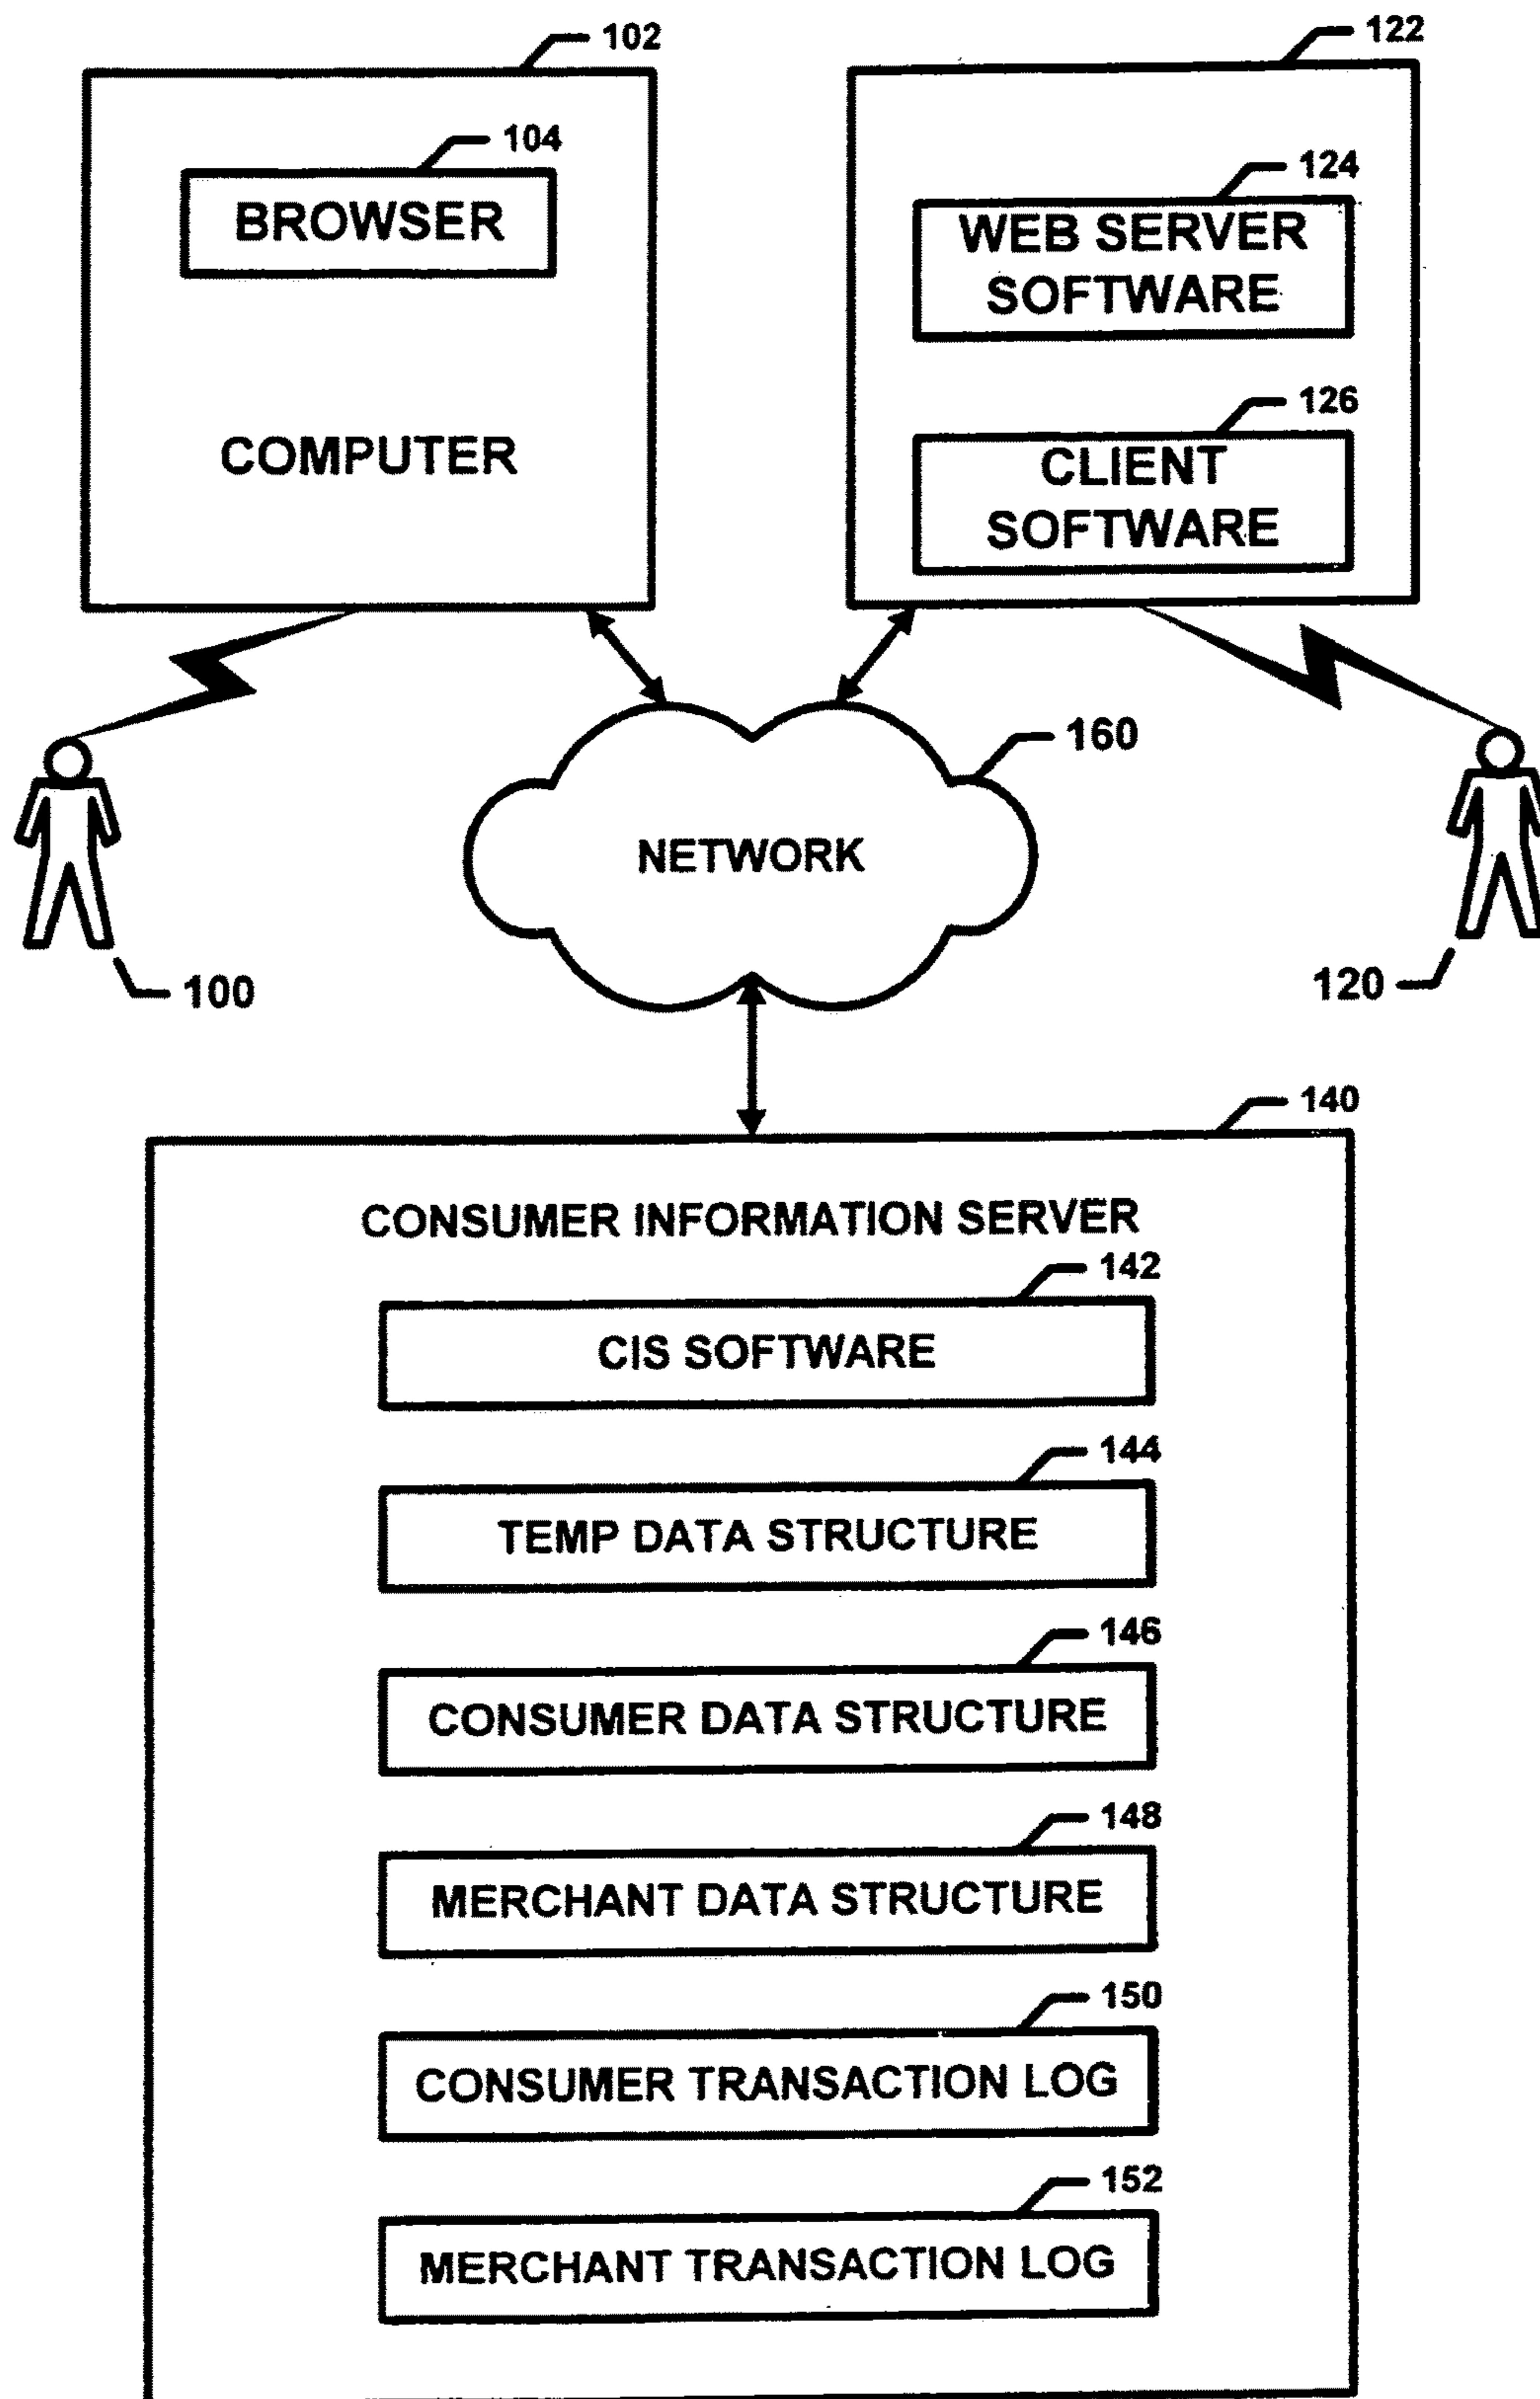 102
122
104
BROWSER
124
WEB SERVER
SOFTWARE
COMPUTER
126
CLIENT
SOFTWARE
160
NETWORK
100
120
140
CONSUMER INFORMATION SERVER
142
CIS SOFTWARE
144
TEMP DATA STRUCTURE
146
CONSUMER DATA STRUCTURE
148
MERCHANT DATA STRUCTURE
150
CONSUMER TRANSACTION LOG
152
MERCHANT TRANSACTION LOG